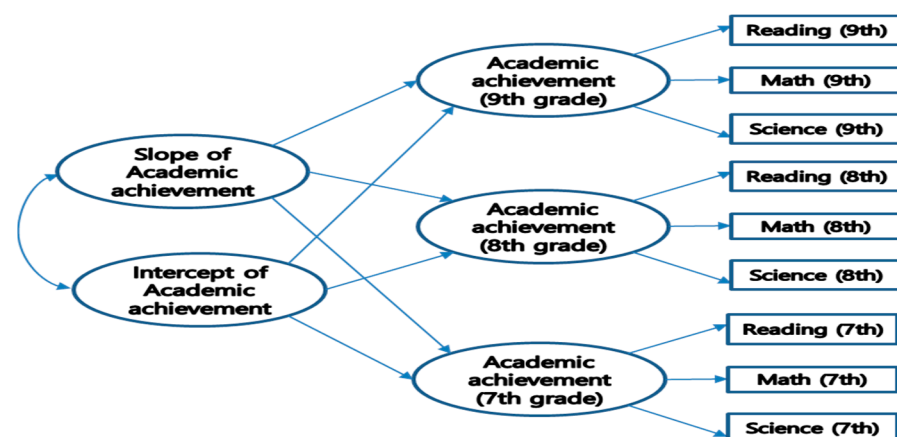 Slope of
Academic
achievement
Intercept of
Academic
achievement
Academic
achievement
(9th grade)
Academic
achievement
(8th grade)
Academic
achievement
(7th grade)
Reading (9th)
Math (9th)
Science (9th)
Reading (8th)
Math (8th)
Science (8th)
Reading (7th)
Math (7th)
Science (7th)